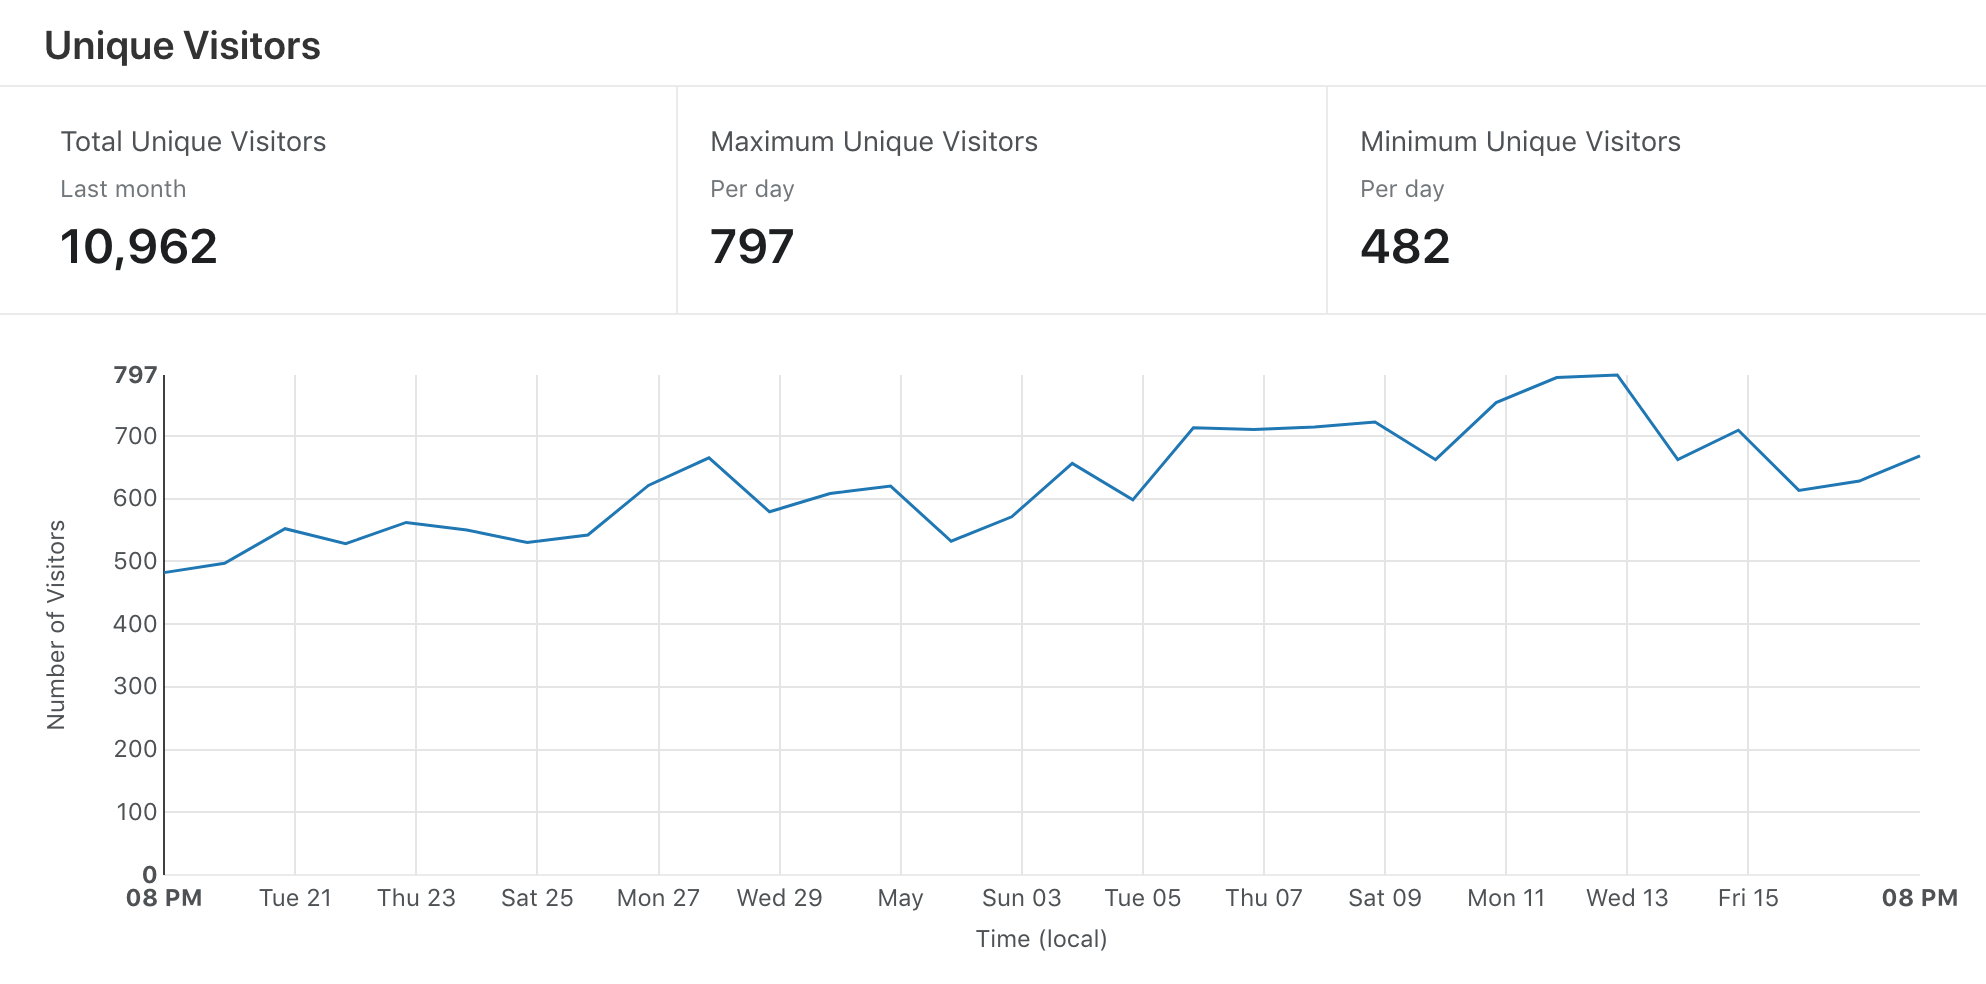 Unique Visitors
Total Unique Visitors
Last month
10,962
Maximum Unique Visitors
Per day
797
Minimum Unique Visitors
Per day
482
Number of Visitors
797
700
600
500
400
300
200
100
0
08 PM Tue 21 Thu 23 Sat 25 Mon 27 Wed 29 May Sun 03 Tue 05 Thu 07 Sat 09 Mon 11 Wed 13 Fri 15 08 PM
Time (local)